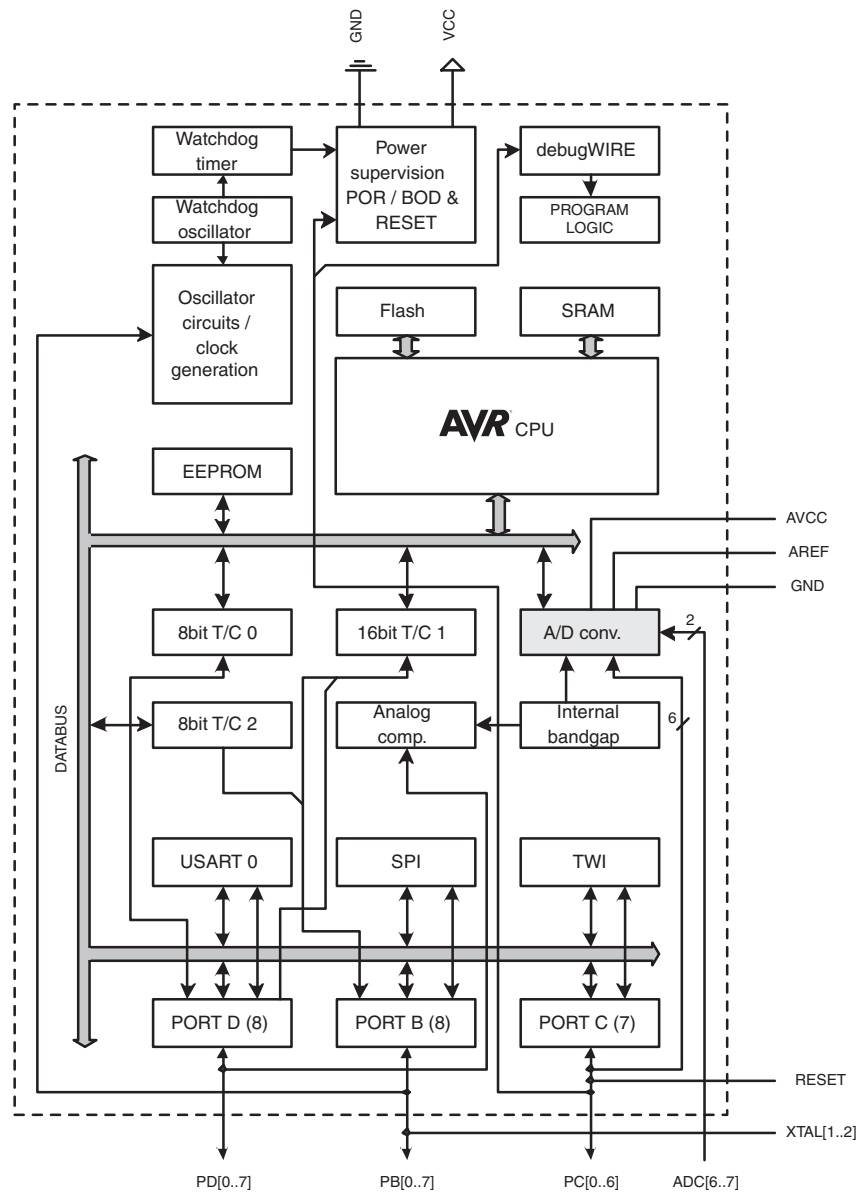 GND
VCC
Watchdog
timer
Power
supervision
POR / BOD &
RESET
debugWIRE
Watchdog
oscillator
PROGRAM
LOGIC
Oscillator
circuits /
clock
generation
Flash
SRAM
AVR CPU
EEPROM
AVCC
AREF
GND
8bit T/C 0
16bit T/C 1
A/D conv.
2
DATABUS
8bit T/C 2
Analog
comp.
Internal
bandgap
6
USART 0
SPI
TWI
PORT D (8)
PORT B (8)
PORT C (7)
RESET
XTAL[1..2]
PD[0..7]
PB[0..7]
PC[0..6]
ADC[6..7]